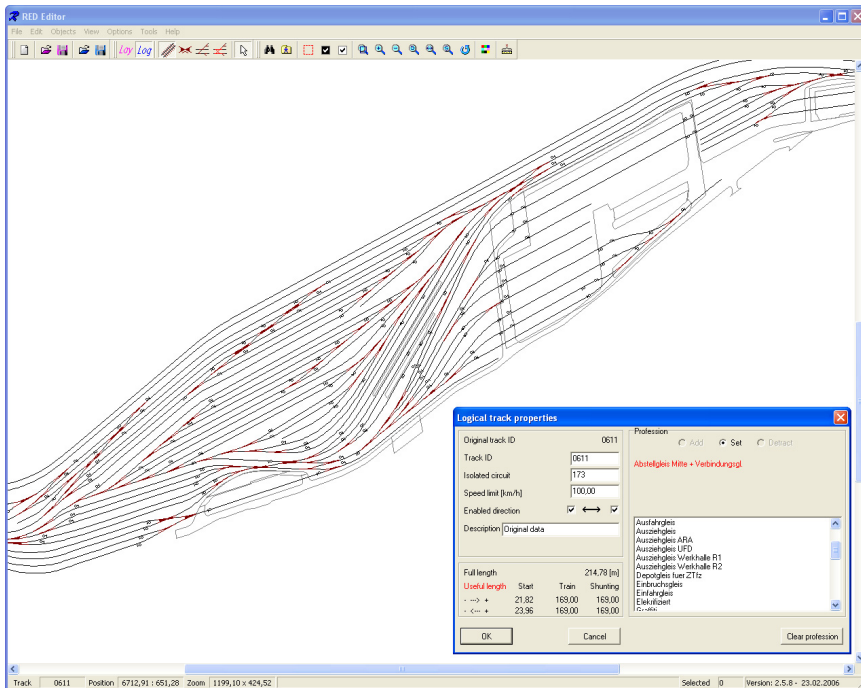 RED Editor
File Edit Objects View Options Tools Help
Lay Log
Logical track properties
Original track ID 0611
Track ID 0611
Isolated circuit 173
Speed limit [km/h] 100,00
Enabled direction
Description Original data
Full length 214,78 [m]
Useful length Start Train Shunting
- ---> + 21,82 169,00 169,00
- <--- + 23,96 169,00 169,00
Profession
Add Set Detract
Abstellgleis Mitte + Verbindungsgl.
Ausfahrgleis
Ausziehgleis
Ausziehgleis ARA
Ausziehgleis UFD
Ausziehgleis Werkhalle R1
Ausziehgleis Werkhalle R2
Depotgleis fuer ZTfz
Einbruchsgleis
Einfahrgleis
Elekrifiziert
Graffiti
OK Cancel Clear profession
Track 0611 Position 6712,91 : 651,28 Zoom 1199,10 x 424,52 Selected 0 Version: 2.5.8 - 23.02.2006